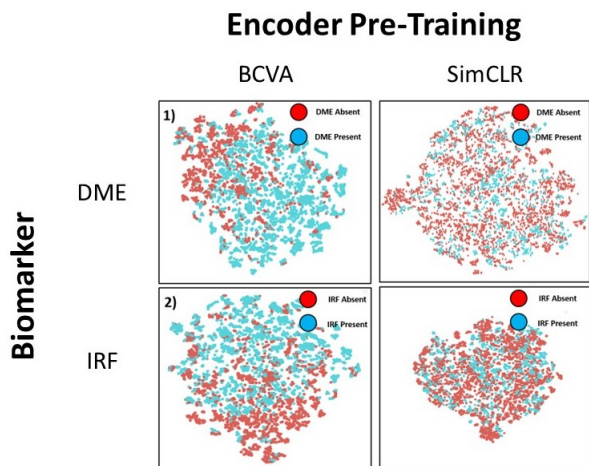 Encoder Pre-Training
BCVA
SimCLR
Biomarker
DME
1)
DME Absent
DME Present
DME Absent
DME Present
IRF
2)
IRF Absent
IRF Present
IRF Absent
IRF Present